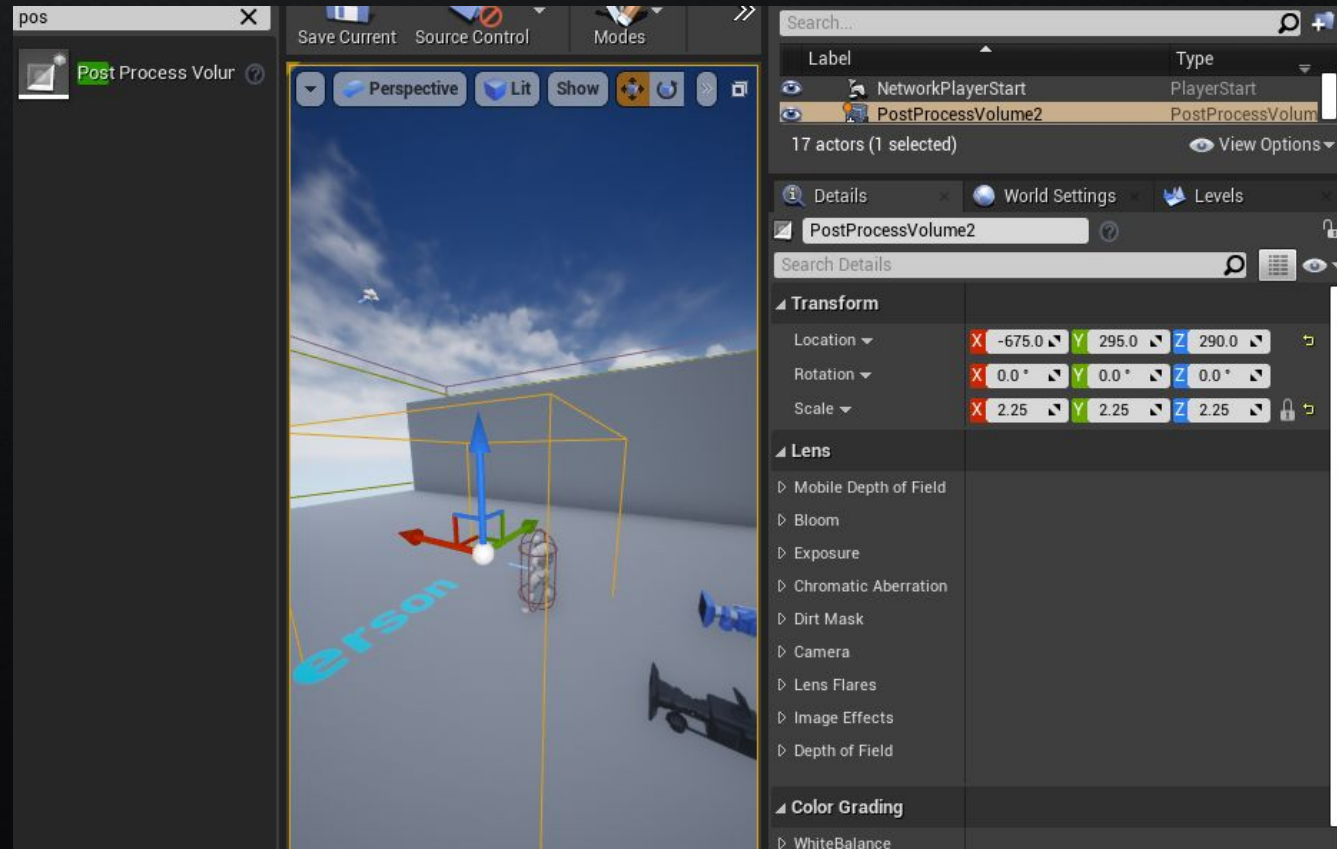 pos
Post Process Volur
Save Current Source Control Modes
Perspective Lit Show
erson
Search...
Label Type
NetworkPlayerStart PlayerStart
PostProcessVolume2 PostProcessVolum
17 actors (1 selected) View Options
Details World Settings Levels
PostProcessVolume2
Search Details
Transform
Location X -675.0 Y 295.0 Z 290.0
Rotation X 0.0 ° Y 0.0 ° Z 0.0 °
Scale X 2.25 Y 2.25 Z 2.25
Lens
Mobile Depth of Field
Bloom
Exposure
Chromatic Aberration
Dirt Mask
Camera
Lens Flares
Image Effects
Depth of Field
Color Grading
WhiteBalance